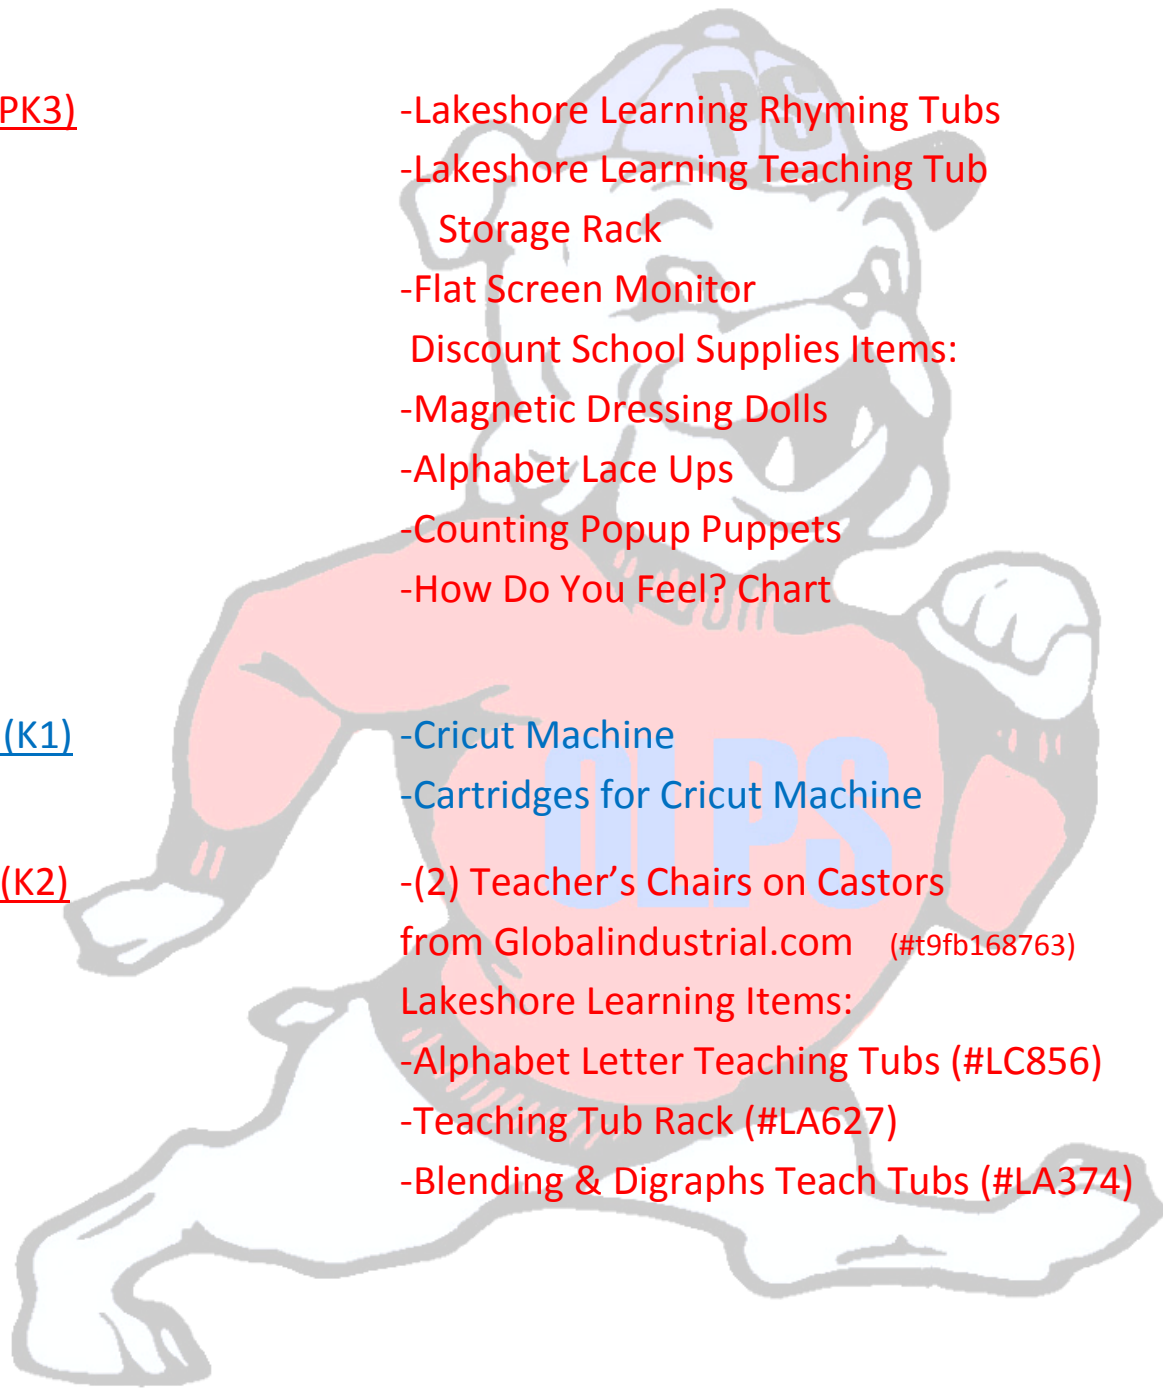 PS
PK3) -Lakeshore Learning Rhyming Tubs
-Lakeshore Learning Teaching Tub
Storage Rack
-Flat Screen Monitor
Discount School Supplies Items:
-Magnetic Dressing Dolls
-Alphabet Lace Ups
-Counting Popup Puppets
-How Do You Feel? Chart
(K1) -Cricut Machine
-Cartridges for Cricut Machine
OLPS
(K2) -(2) Teacher’s Chairs on Castors
from Globalindustrial.com (#t9fb168763)
Lakeshore Learning Items:
-Alphabet Letter Teaching Tubs (#LC856)
-Teaching Tub Rack (#LA627)
-Blending & Digraphs Teach Tubs (#LA374)